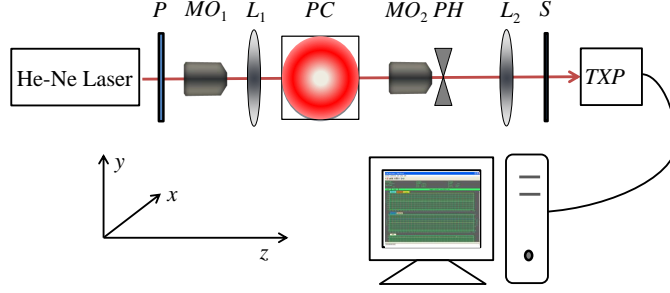 P MO₁ L₁ PC MO₂ PH L₂ S
He-Ne Laser
TXP
y
x
z